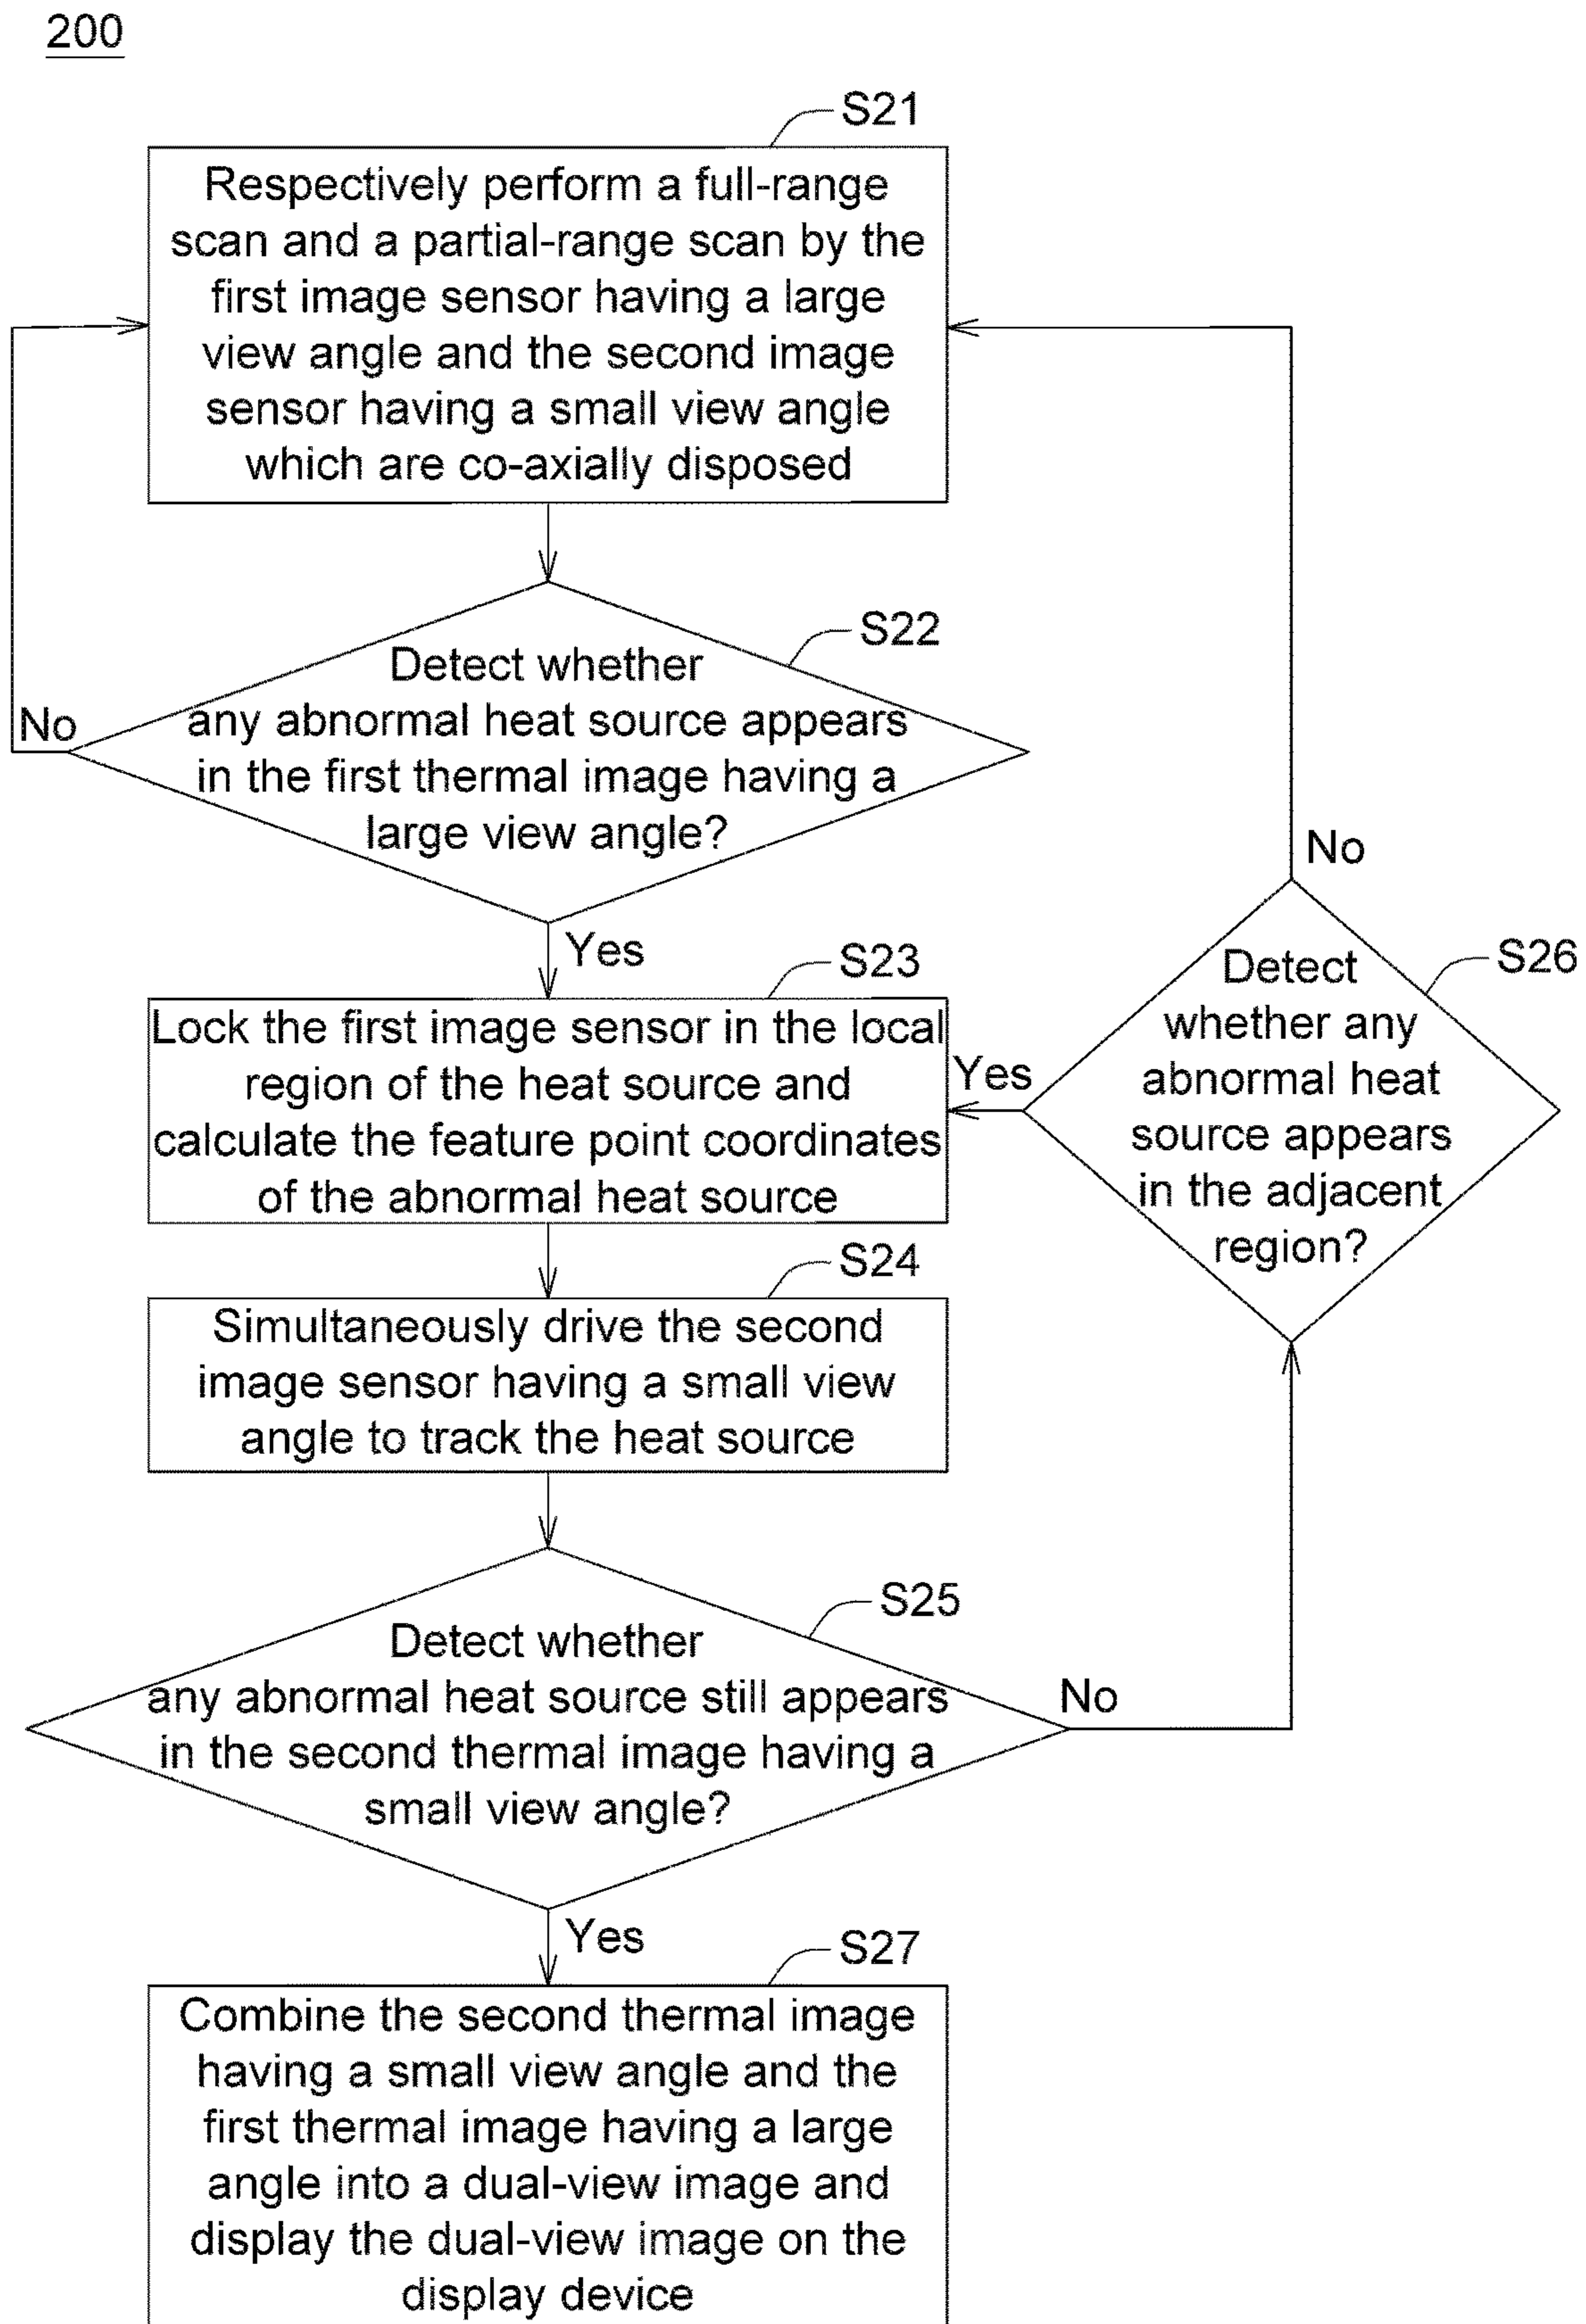 200
S21
Respectively perform a full-range
scan and a partial-range scan by the
first image sensor having a large
view angle and the second image
sensor having a small view angle
which are co-axially disposed
S22
Detect whether
any abnormal heat source appears
in the first thermal image having a
large view angle?
No
Yes
S23
Lock the first image sensor in the local
region of the heat source and
calculate the feature point coordinates
of the abnormal heat source
S24
Simultaneously drive the second
image sensor having a small view
angle to track the heat source
S25
Detect whether
any abnormal heat source still appears
in the second thermal image having a
small view angle?
No
Yes
S26
Detect
whether any
abnormal heat
source appears
in the adjacent
region?
No
Yes
S27
Combine the second thermal image
having a small view angle and the
first thermal image having a large
angle into a dual-view image and
display the dual-view image on the
display device